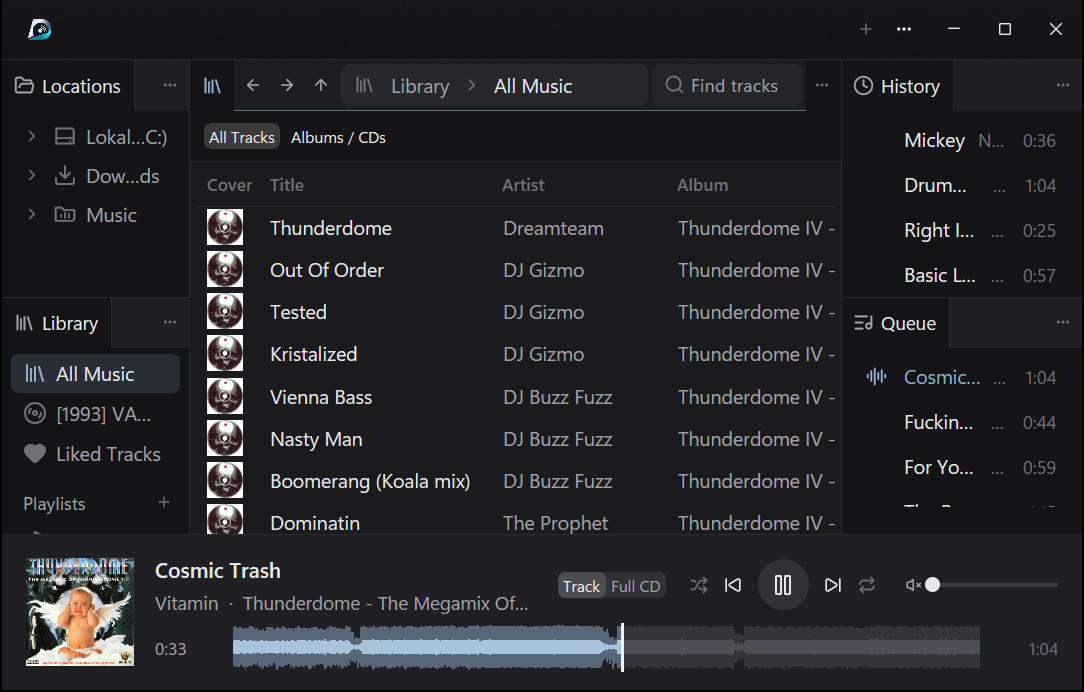 Locations
Library
All Music
Find tracks
History
Lokal...C:)
Dow...ds
Music
All Tracks
Albums / CDs
Cover Title Artist Album
Thunderdome Dreamteam Thunderdome IV -
Out Of Order DJ Gizmo Thunderdome IV -
Tested DJ Gizmo Thunderdome IV -
Kristalized DJ Gizmo Thunderdome IV -
Vienna Bass DJ Buzz Fuzz Thunderdome IV -
Nasty Man DJ Buzz Fuzz Thunderdome IV -
Boomerang (Koala mix) DJ Buzz Fuzz Thunderdome IV -
Dominatin The Prophet Thunderdome IV -
Mickey N... 0:36
Drum... ... 1:04
Right I... ... 0:25
Basic L... ... 0:57
Library
All Music
[1993] VA...
Liked Tracks
Playlists
Queue
Cosmic... ... 1:04
Fuckin... ... 0:44
For Yo... ... 0:59
THUNDERDOME
THE MEGAMIX OF THUNDERDOME
Cosmic Trash
Vitamin · Thunderdome - The Megamix Of...
Track Full CD
0:33
1:04